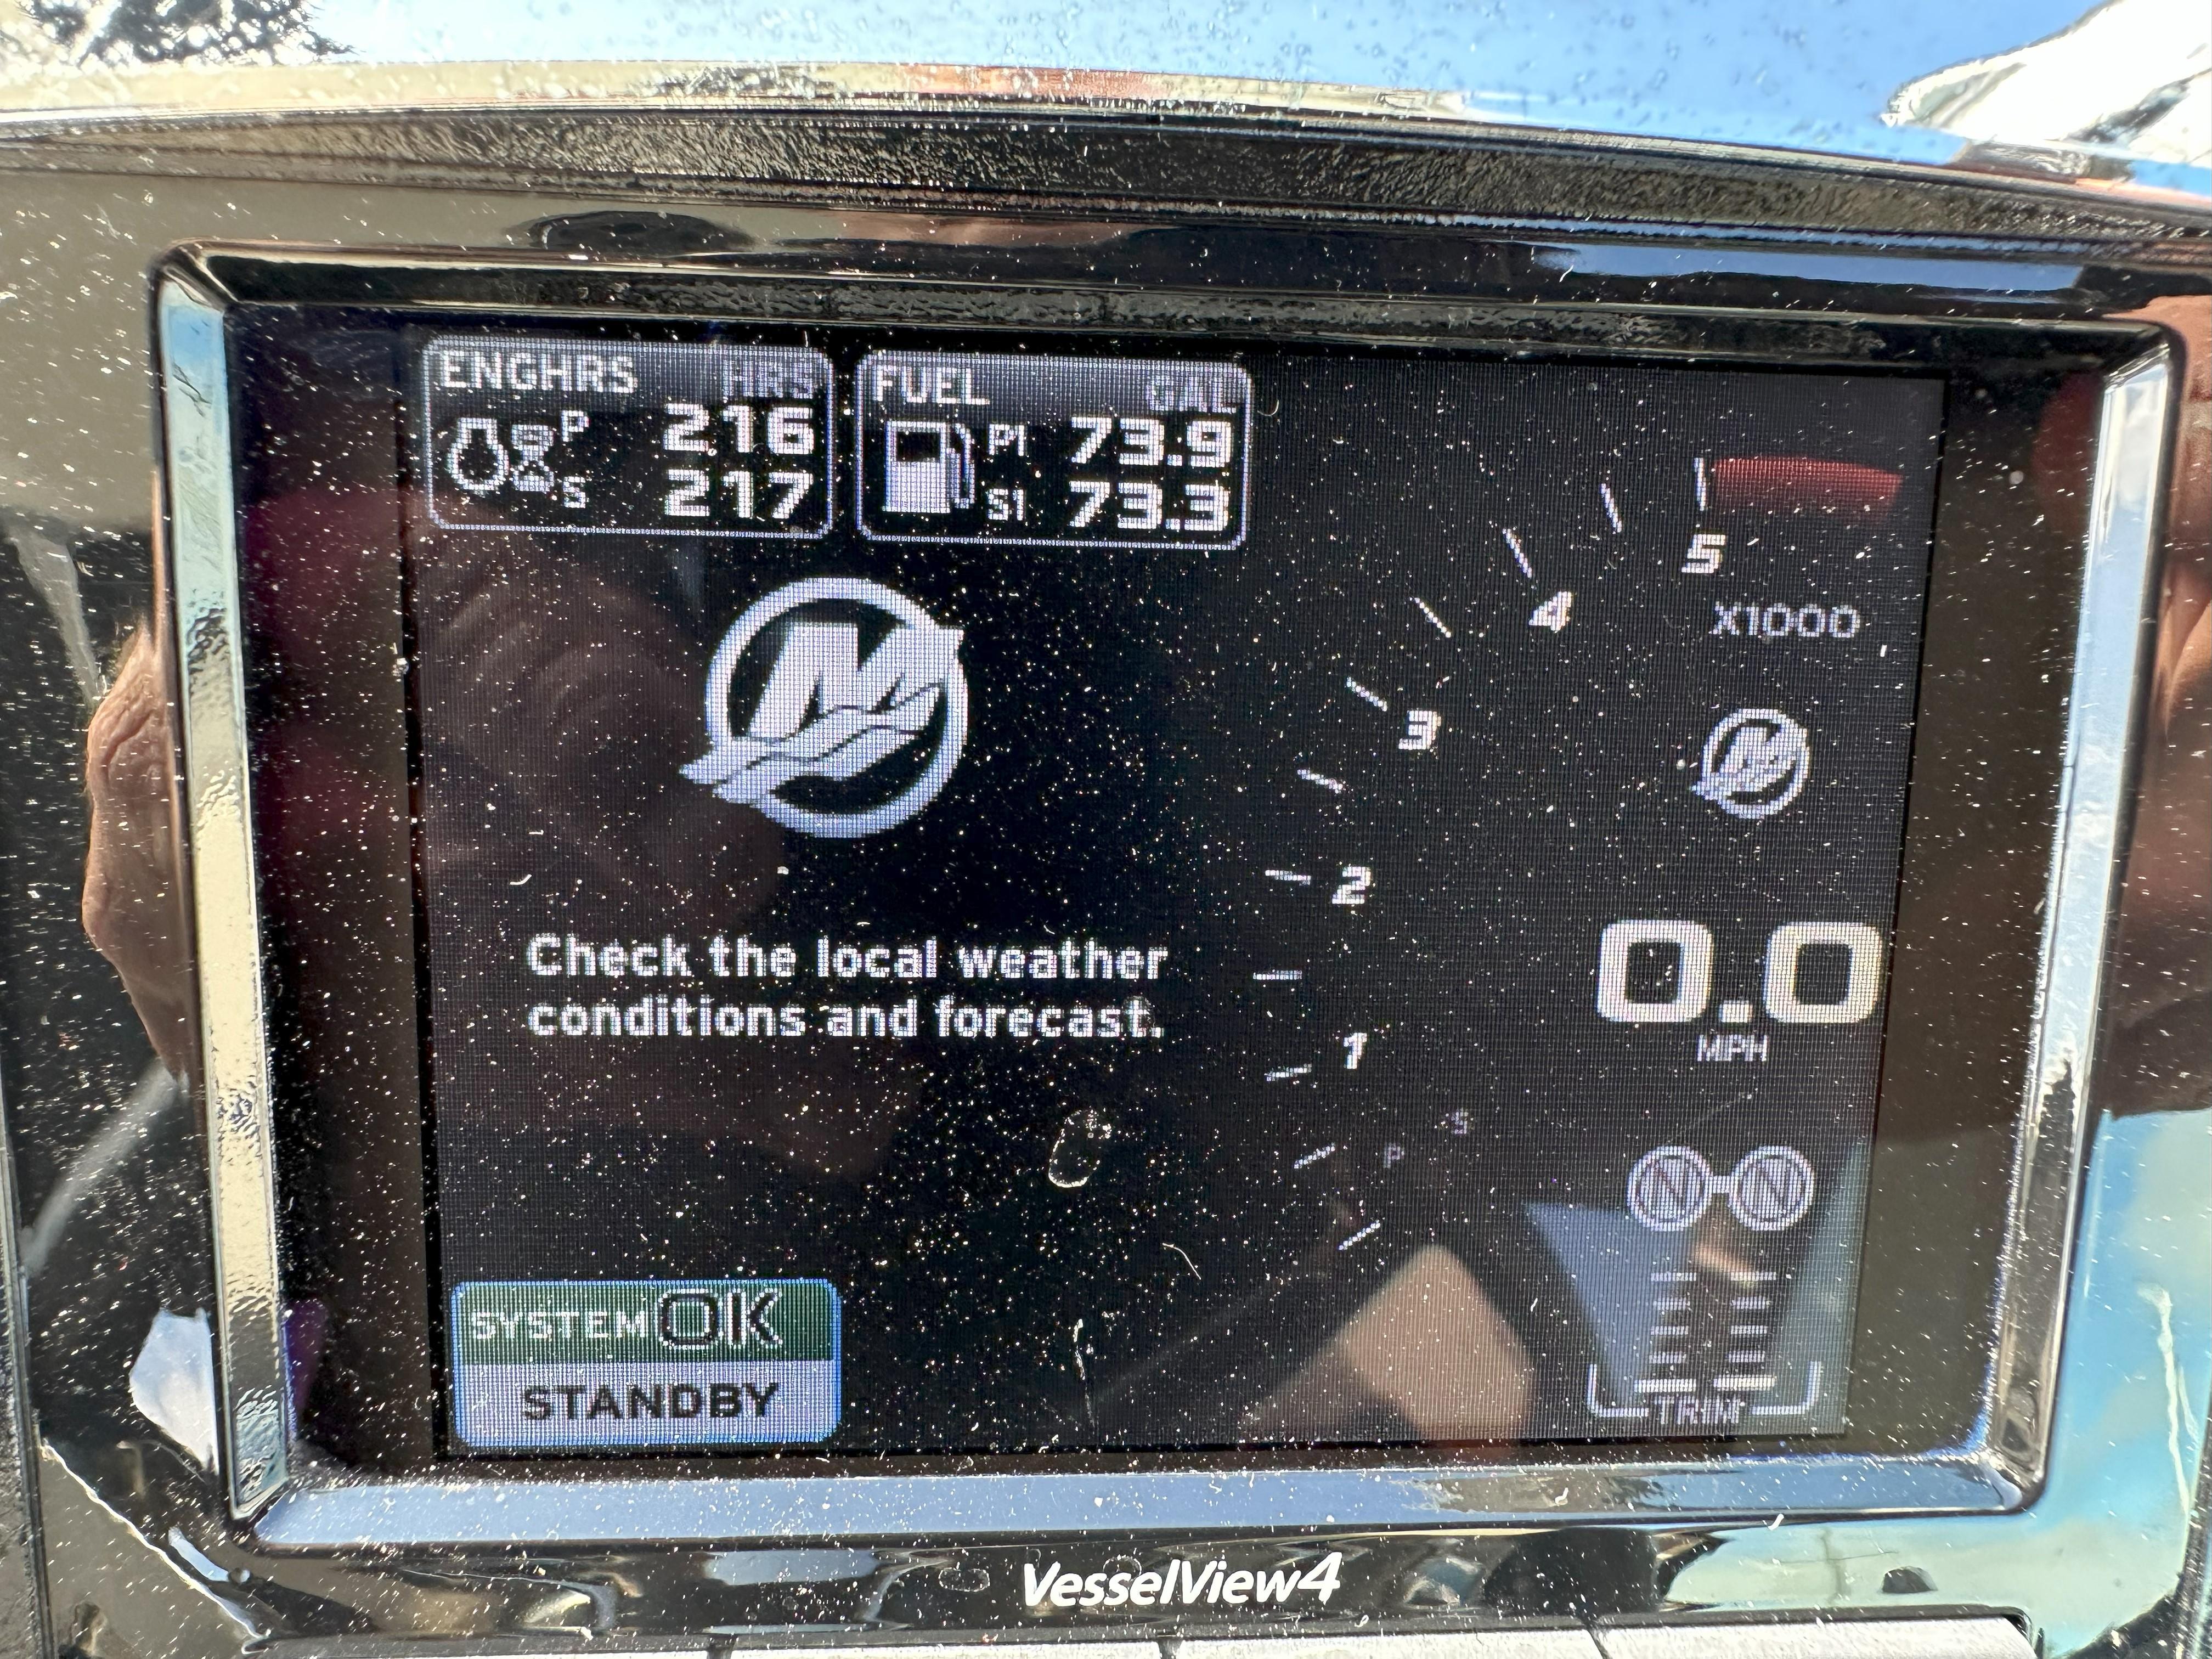 ENGHRS HRS
P 216
S 217
FUEL GAL
P1 73.9
S1 73.3
5
4
X1000
3
2
Check the local weather
conditions and forecast.
0.0
MPH
1
S
P
N N
SYSTEM OK
STANDBY
TRIM
VesselView4